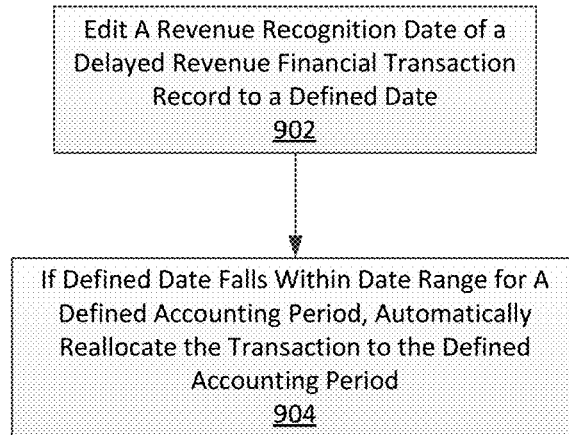 Edit A Revenue Recognition Date of a
Delayed Revenue Financial Transaction
Record to a Defined Date
902
If Defined Date Falls Within Date Range for A
Defined Accounting Period, Automatically
Reallocate the Transaction to the Defined
Accounting Period
904